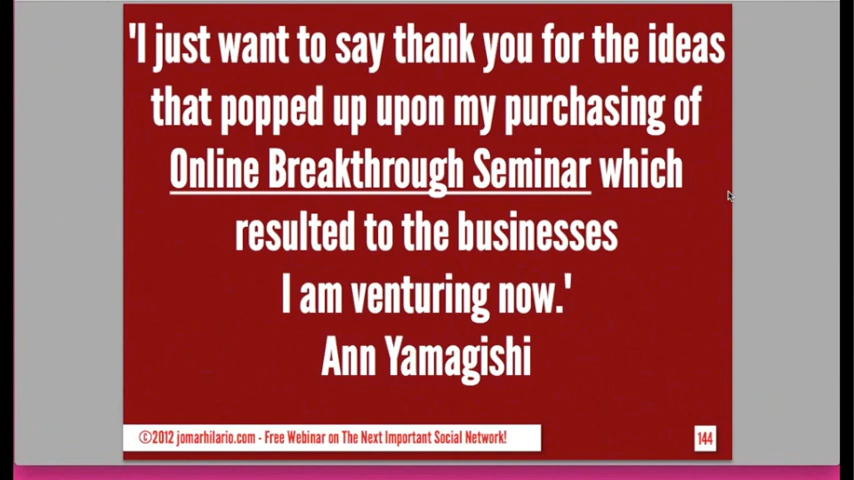 'I just want to say thank you for the ideas
that popped up upon my purchasing of
Online Breakthrough Seminar which
resulted to the businesses
I am venturing now.'
Ann Yamagishi
©2012 jomarhilario.com - Free Webinar on The Next Important Social Network!
144